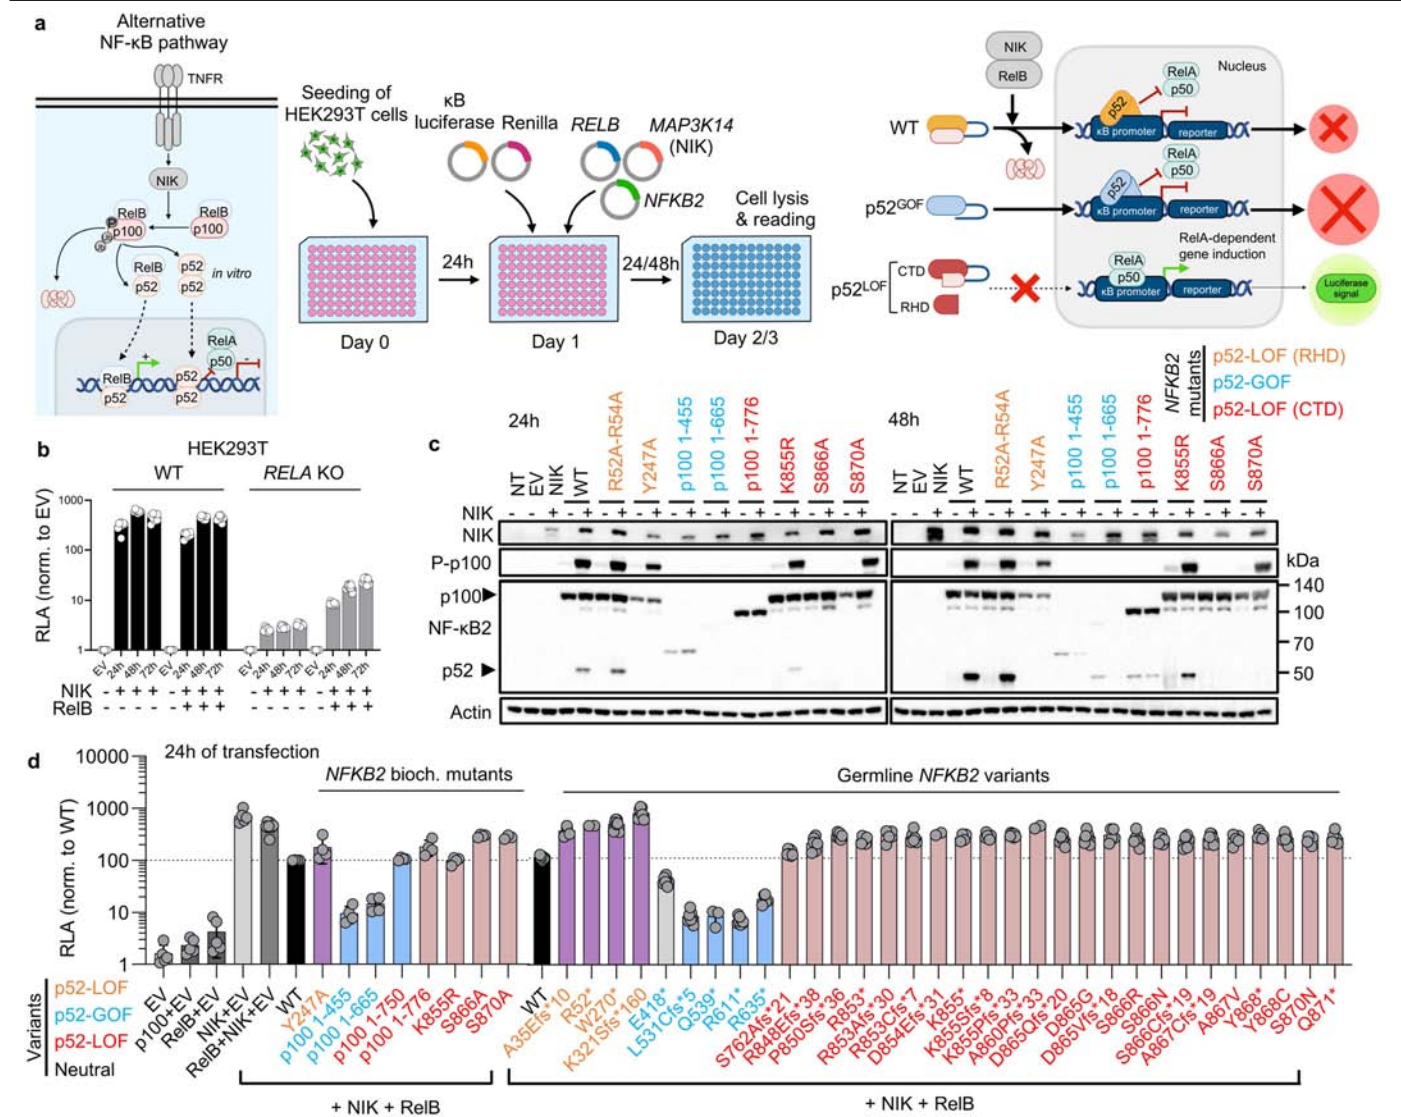 a
Alternative
NF-κB pathway
TNFR
NIK
RelB
p100
P
RelB
p100
RelB
p52
p52
p52
in vitro
RelA
p50
+
-
RelB
p52
p52
p52
Seeding of
HEK293T cells
κB
luciferase
Renilla
RELB
MAP3K14
(NIK)
NFKB2
Cell lysis
& reading
24h
24/48h
Day 0
Day 1
Day 2/3
NIK
RelB
Nucleus
WT
p52
RelA
p50
κB promoter
reporter
p52GOF
p52
RelA
p50
κB promoter
reporter
RelA-dependent
gene induction
p52LOF
CTD
RHD
RelA
p50
κB promoter
reporter
Luciferase
signal
NFKB2
mutants
p52-LOF (RHD)
p52-GOF
p52-LOF (CTD)
b
HEK293T
WT
RELA KO
RLA (norm. to EV)
1000
100
10
1
EV 24h 48h 72h EV 24h 48h 72h EV 24h 48h 72h EV 24h 48h 72h
NIK - + + + - + + + - + + + - + + +
RelB - - - - - + + + - - - - - + + +
c
24h
NT
EV
NIK
WT
R52A-R54A
Y247A
p100 1-455
p100 1-665
p100 1-776
K855R
S866A
S870A
48h
NT
EV
NIK
WT
R52A-R54A
Y247A
p100 1-455
p100 1-665
p100 1-776
K855R
S866A
S870A
NIK - - + - + - + - + - + - + - + - + - + - + - - + - + - + - + - + - + - + - + - +
NIK
P-p100
p100
NF-κB2
p52
Actin
kDa
140
100
70
50
d
24h of transfection
NFKB2 bioch. mutants
Germline NFKB2 variants
RLA (norm. to WT)
10000
1000
100
10
1
Variants
p52-LOF
p52-GOF
p52-LOF
Neutral
EV
p100+EV
RelB+EV
NIK+EV
RelB+NIK+EV
WT
Y247A
p100 1-455
p100 1-665
p100 1-750
p100 1-776
K855R
S866A
S870A
WT
A35Efs*10
R52*
W270*
K321Sfs*160
E418*
L531Cfs*5
Q539*
R611*
R635*
S762Afs*21
R848Efs*38
P850Sfs*36
R853*
R853Afs*30
R853Cfs*7
D854Efs*31
K855*
K855Sfs*8
K855Pfs*33
A860Pfs*33
D865Qfs*20
D865G
D865Vfs*18
S866R
S866N
S866Cfs*19
A867Cfs*19
A867V
Y868*
Y868C
S870N
Q871*
+ NIK + RelB
+ NIK + RelB